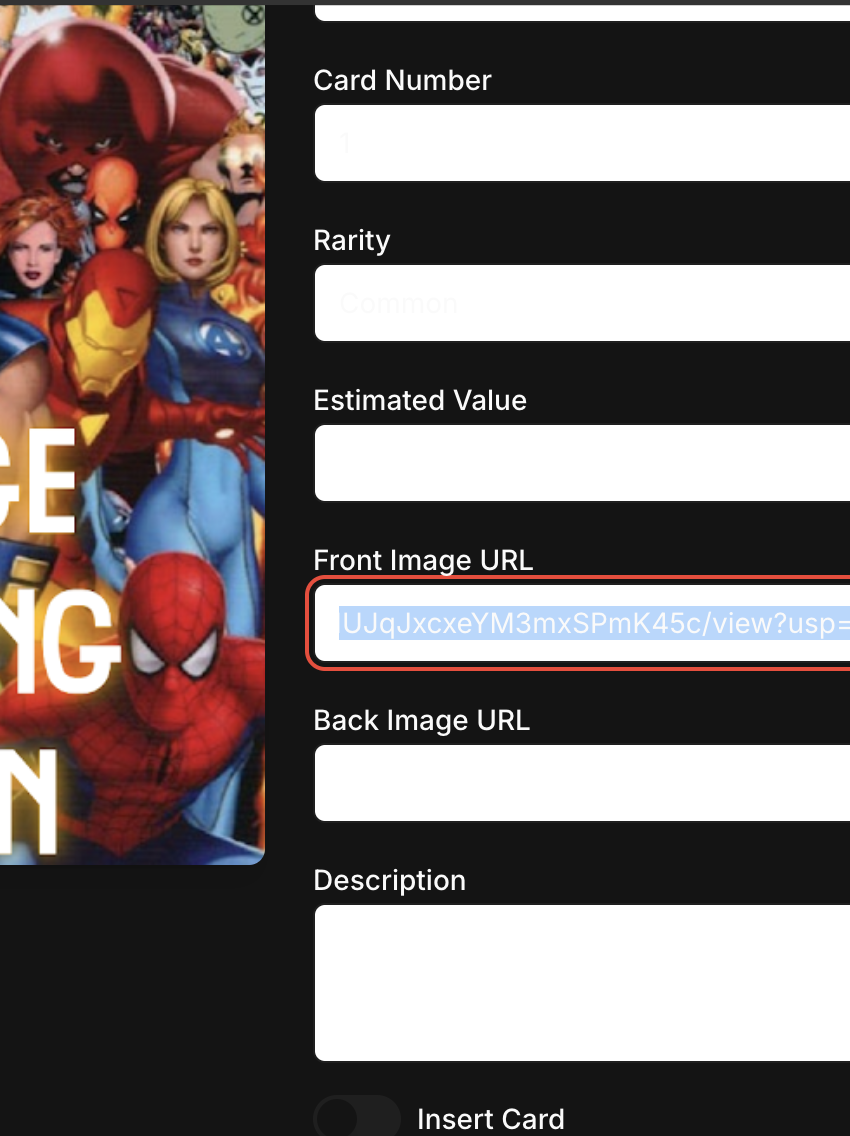 Card Number
1
Rarity
Common
Estimated Value
GE
Front Image URL
UJqJxcxeYM3mxSPmK45c/view?usp=
NG
Back Image URL
N
Description
Insert Card